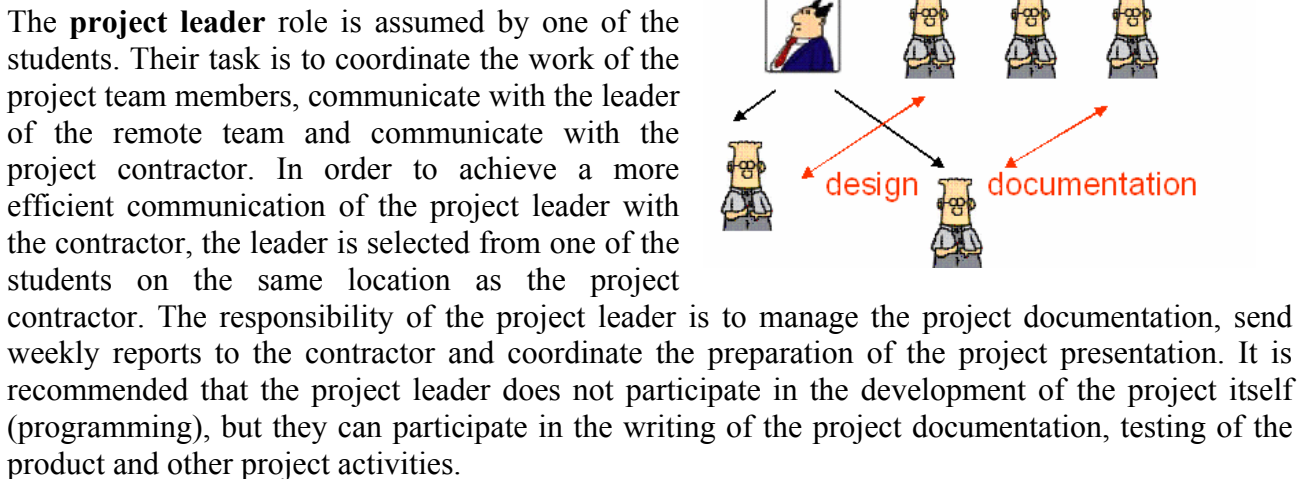 The project leader role is assumed by one of the
students. Their task is to coordinate the work of the
project team members, communicate with the leader
of the remote team and communicate with the
project contractor. In order to achieve a more
efficient communication of the project leader with
the contractor, the leader is selected from one of the
students on the same location as the project
contractor. The responsibility of the project leader is to manage the project documentation, send
weekly reports to the contractor and coordinate the preparation of the project presentation. It is
recommended that the project leader does not participate in the development of the project itself
(programming), but they can participate in the writing of the project documentation, testing of the
product and other project activities.
design
documentation